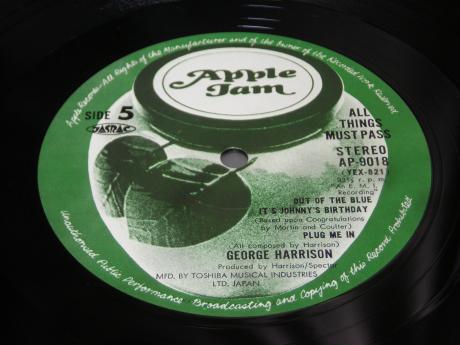 Apple Records-All Rights of the Manufacturer and of the Owner of the Recorded Work Reserved
Apple
Jam
SIDE 5
JASRAC
ALL
THINGS
MUST PASS
STEREO
AP-9018
(YEX-821)
33⅓ r.p.m.
"An E.M.I.
Recording"
OUT OF THE BLUE
IT'S JOHNNY'S BIRTHDAY
(Based upon Congratulations
by Martin and Coulter)
PLUG ME IN
(All composed by Harrison)
GEORGE HARRISON
Produced by Harrison/Spector
MFD. BY TOSHIBA MUSICAL INDUSTRIES
LTD. JAPAN.
Unauthorised Public Performance - Broadcasting and Copying of this Record Prohibited